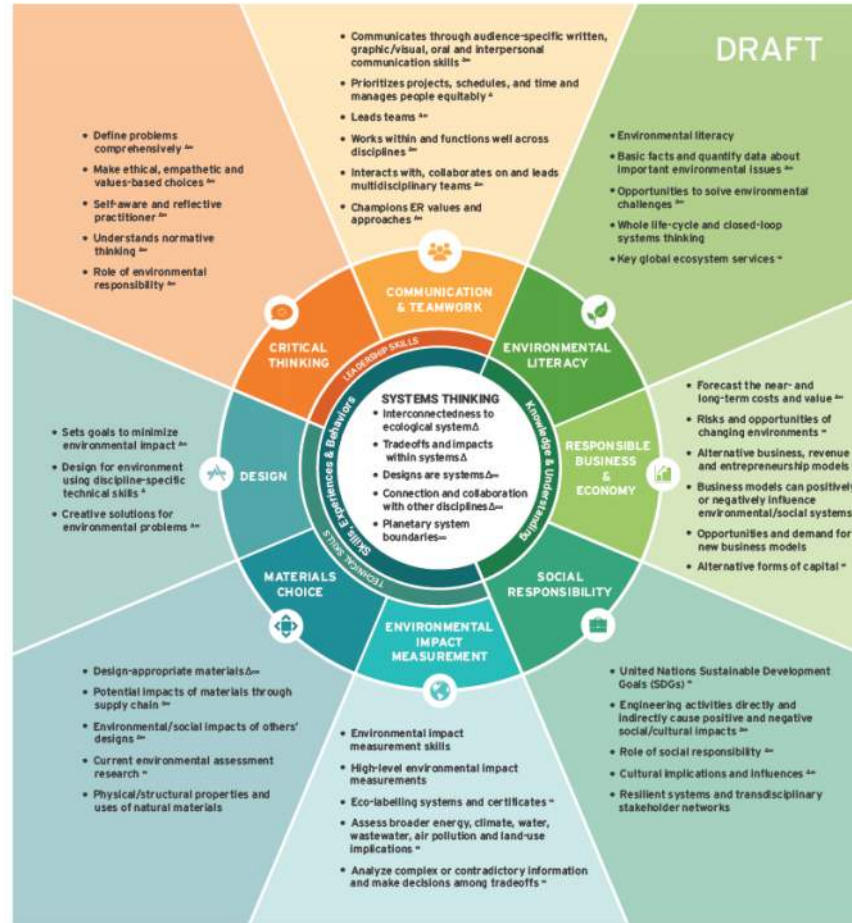 DRAFT
• Communicates through audience-specific written,
graphic/visual, oral and interpersonal
communication skills
• Prioritizes projects, schedules, and time and
manages people equitably
• Leads teams
• Works within and functions well across
disciplines
• Interacts with, collaborates on and leads
multidisciplinary teams
• Champions ER values and
approaches
• Define problems
comprehensively
• Make ethical, empathetic and
values-based choices
• Self-aware and reflective
practitioner
• Understands normative
thinking
• Role of environmental
responsibility
• Environmental literacy
• Basic facts and quantify data about
important environmental issues
• Opportunities to solve environmental
challenges
• Whole life-cycle and closed-loop
systems thinking
• Key global ecosystem services
COMMUNICATION
& TEAMWORK
CRITICAL
THINKING
ENVIRONMENTAL
LITERACY
LEADERSHIP SKILLS
Skills, Experiences & Behaviors
TECHNICAL SKILLS
Knowledge & Understanding
SYSTEMS THINKING
• Interconnectedness to
ecological systemΔ
• Tradeoffs and impacts
within systemsΔ
• Designs are systemsΔ∞
• Connection and collaboration
with other disciplinesΔ∞
• Planetary system
boundaries∞
• Sets goals to minimize
environmental impact
• Design for environment
using discipline-specific
technical skills
• Creative solutions for
environmental problems
DESIGN
RESPONSIBLE
BUSINESS
&
ECONOMY
• Forecast the near- and
long-term costs and value
• Risks and opportunities of
changing environments
• Alternative business, revenue
and entrepreneurship models
• Business models can positively
or negatively influence
environmental/social systems
• Opportunities and demand for
new business models
• Alternative forms of capital
MATERIALS
CHOICE
ENVIRONMENTAL
IMPACT
MEASUREMENT
SOCIAL
RESPONSIBILITY
• Design-appropriate materialsΔ∞
• Potential impacts of materials through
supply chain
• Environmental/social impacts of others'
designs
• Current environmental assessment
research
• Physical/structural properties and
uses of natural materials
• Environmental impact
measurement skills
• High-level environmental impact
measurements
• Eco-labelling systems and certificates
• Assess broader energy, climate, water,
wastewater, air pollution and land-use
implications
• Analyze complex or contradictory information
and make decisions among tradeoffs
• United Nations Sustainable Development
Goals (SDGs)
• Engineering activities directly and
indirectly cause positive and negative
social/cultural impacts
• Role of social responsibility
• Cultural implications and influences
• Resilient systems and transdisciplinary
stakeholder networks